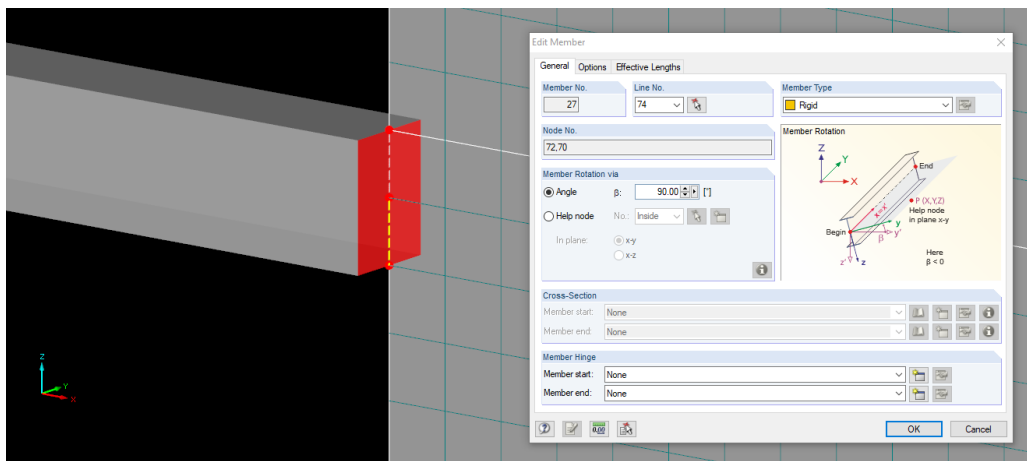 Edit Member
General Options Effective Lengths
Member No.
27
Line No.
74
Member Type
Rigid
Node No.
72,70
Member Rotation via
Angle β: 90.00 [°]
Help node No.: Inside
In plane: x-y
x-z
Member Rotation
Z
Y
X
End
x=x'
P (X,Y,Z)
Help node
in plane x-y
Begin
y
β
y'
z'
z
Here
β < 0
Cross-Section
Member start: None
Member end: None
Member Hinge
Member start: None
Member end: None
0.00
OK Cancel
Z
Y
X